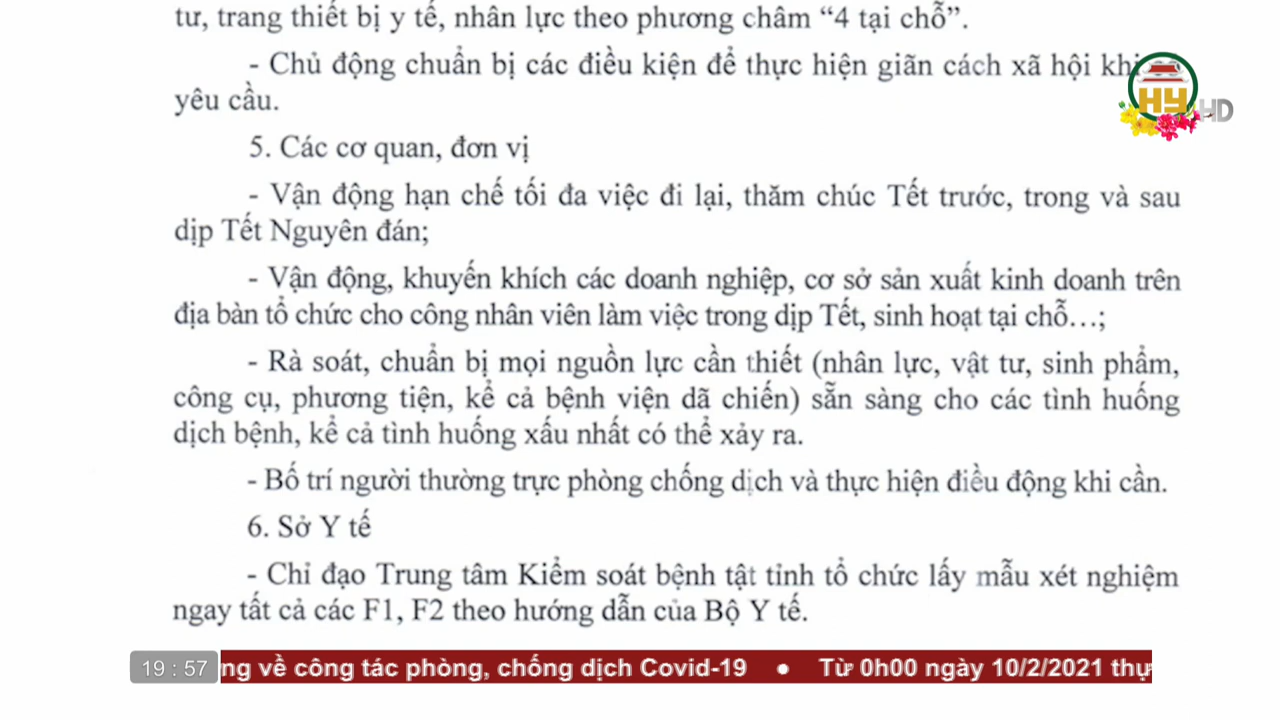 tư, trang thiết bị y tế, nhân lực theo phương châm “4 tại chỗ”.
- Chủ động chuẩn bị các điều kiện để thực hiện giãn cách xã hội khi
yêu cầu.
HY HD
5. Các cơ quan, đơn vị
- Vận động hạn chế tối đa việc đi lại, thăm chúc Tết trước, trong và sau
dịp Tết Nguyên đán;
- Vận động, khuyến khích các doanh nghiệp, cơ sở sản xuất kinh doanh trên
địa bàn tổ chức cho công nhân viên làm việc trong dịp Tết, sinh hoạt tại chỗ...;
- Rà soát, chuẩn bị mọi nguồn lực cần thiết (nhân lực, vật tư, sinh phẩm,
công cụ, phương tiện, kể cả bệnh viện dã chiến) sẵn sàng cho các tình huống
dịch bệnh, kể cả tình huống xấu nhất có thể xảy ra.
- Bố trí người thường trực phòng chống dịch và thực hiện điều động khi cần.
6. Sở Y tế
- Chỉ đạo Trung tâm Kiểm soát bệnh tật tỉnh tổ chức lấy mẫu xét nghiệm
ngay tất cả các F1, F2 theo hướng dẫn của Bộ Y tế.
19 : 57 ng về công tác phòng, chống dịch Covid-19 ● Từ 0h00 ngày 10/2/2021 thự